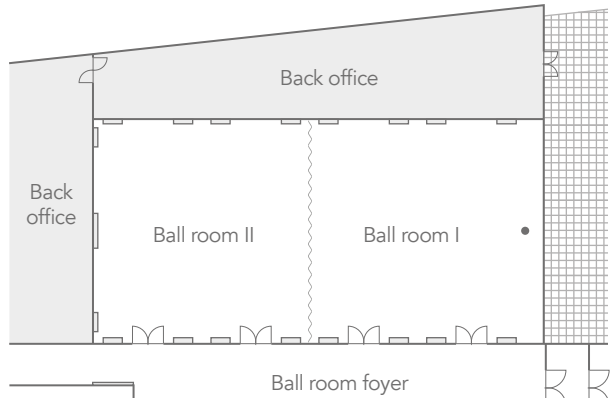 Back office
Back
office
Ball room II
Ball room I
Ball room foyer